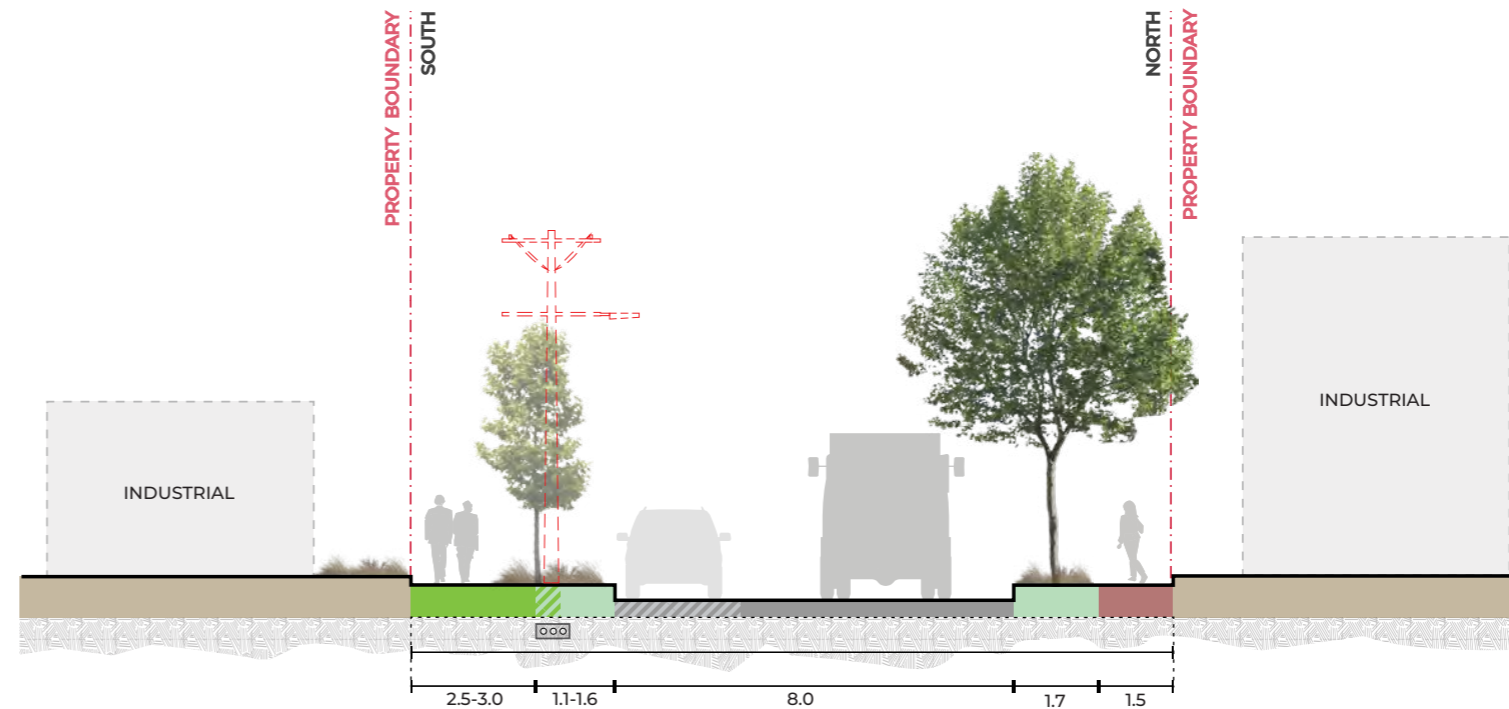 PROPERTY BOUNDARY
SOUTH
NORTH
PROPERTY BOUNDARY
INDUSTRIAL
INDUSTRIAL
2.5-3.0
1.1-1.6
8.0
1.7
1.5